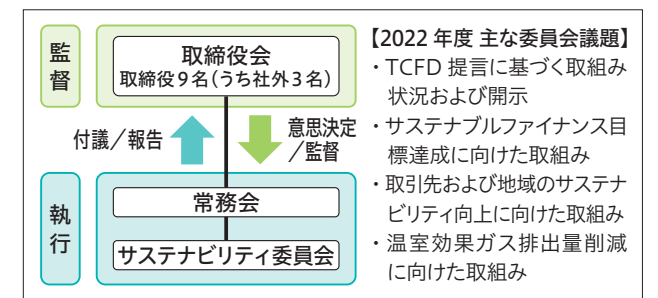 監督
取締役会
取締役9名(うち社外3名)
付議/報告
意思決定
/監督
執行
常務会
サステナビリティ委員会
【2022年度 主な委員会議題】
・TCFD 提言に基づく取組み
状況および開示
・サステナブルファイナンス目
標達成に向けた取組み
・取引先および地域のサステナ
ビリティ向上に向けた取組み
・温室効果ガス排出量削減
に向けた取組み